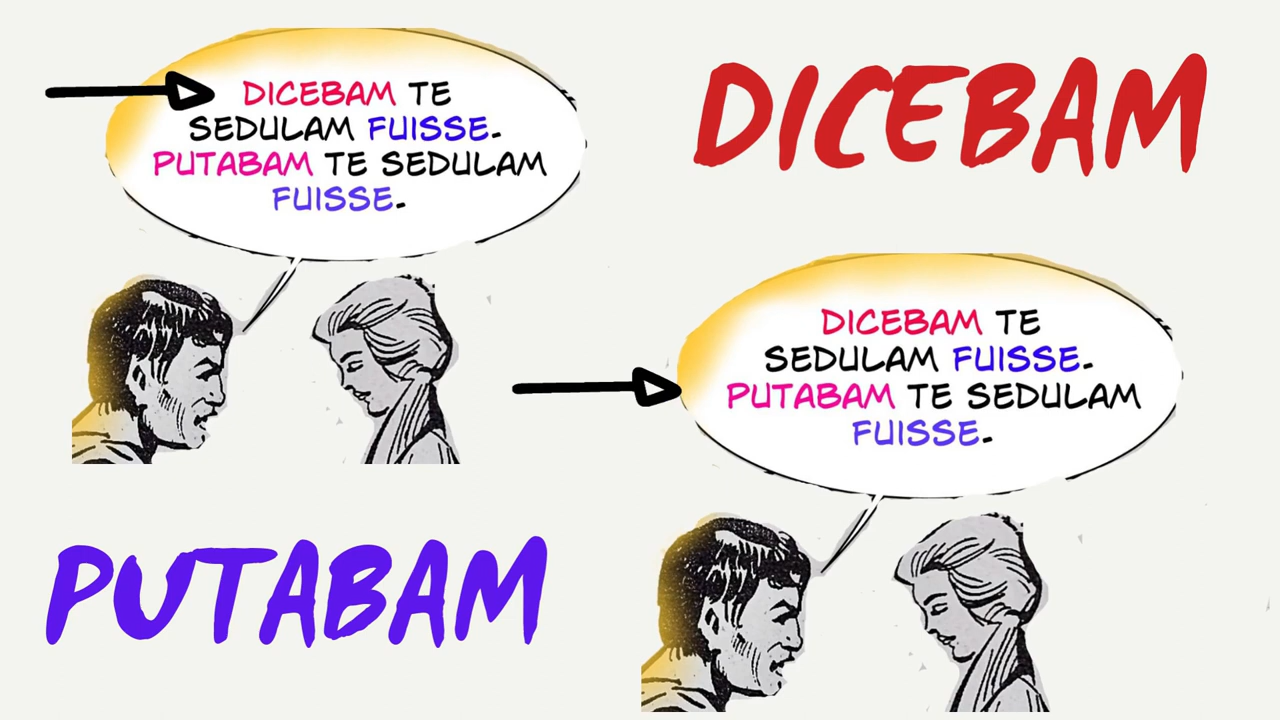 DICEBAM TE
SEDULAM FUISSE.
PUTABAM TE SEDULAM
FUISSE.
DICEBAM
DICEBAM TE
SEDULAM FUISSE.
PUTABAM TE SEDULAM
FUISSE.
PUTABAM